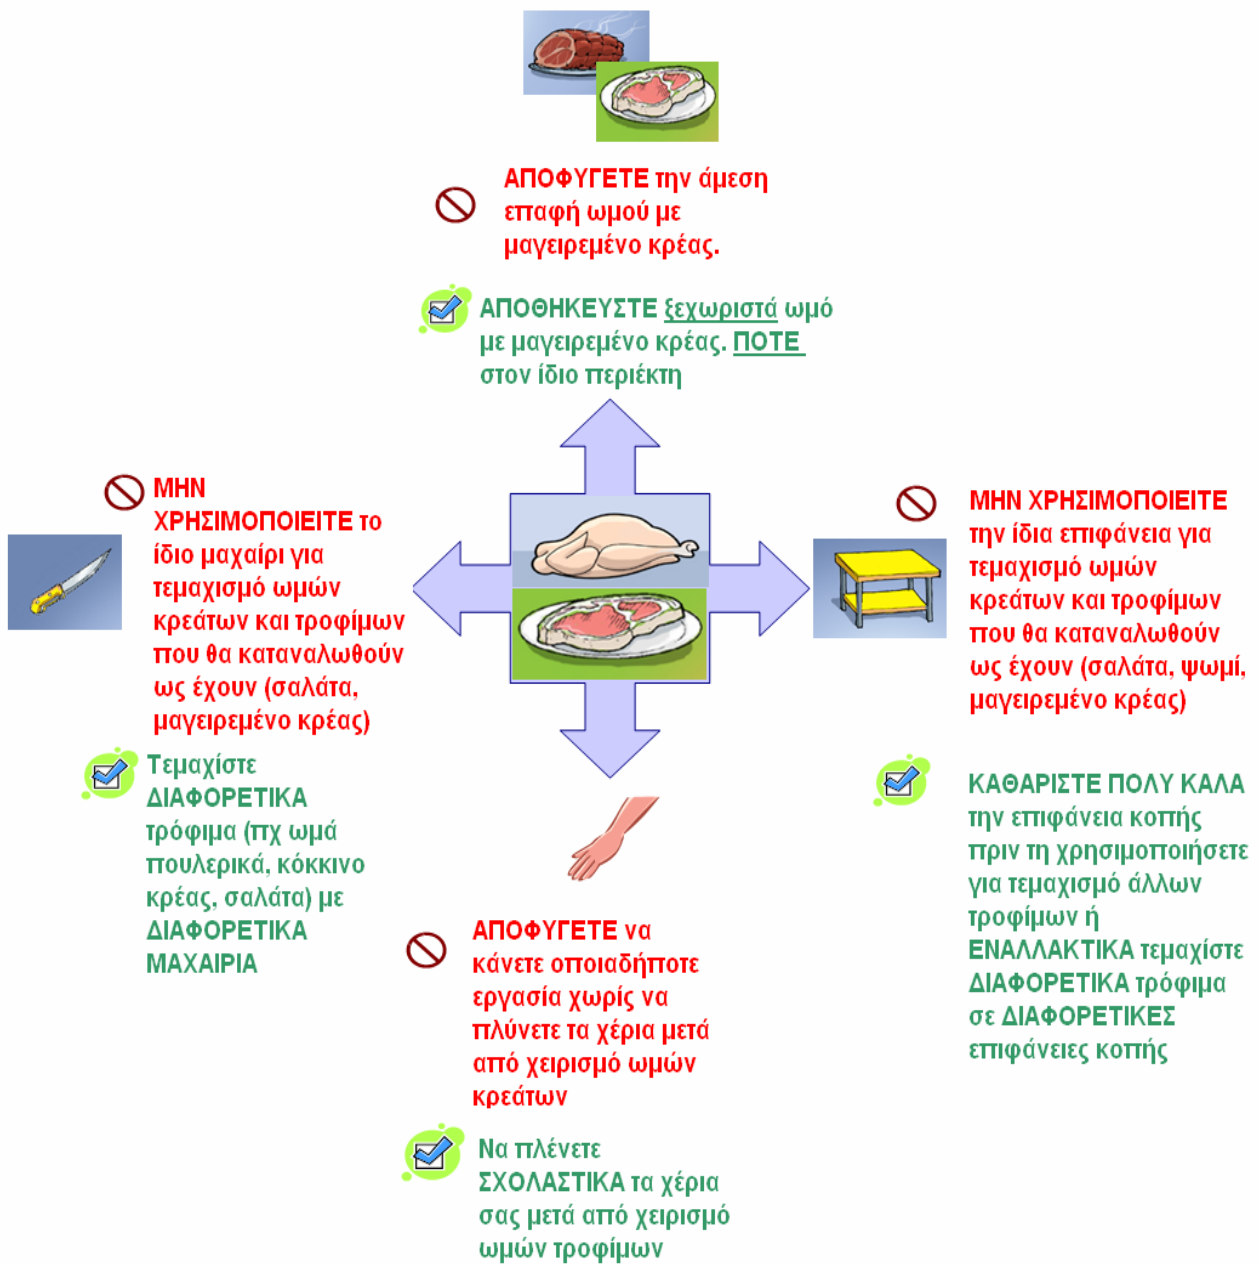 ΑΠΟΦΥΓΕΤΕ την άμεση
επαφή ωμού με
μαγειρεμένο κρέας.
ΑΠΟΘΗΚΕΥΣΤΕ ξεχωριστά ωμό
με μαγειρεμένο κρέας. ΠΟΤΕ
στον ίδιο περιέκτη
ΜΗΝ
ΧΡΗΣΙΜΟΠΟΙΕΙΤΕ το
ίδιο μαχαίρι για
τεμαχισμό ωμών
κρεάτων και τροφίμων
που θα καταναλωθούν
ως έχουν (σαλάτα,
μαγειρεμένο κρέας)
Τεμαχίστε
ΔΙΑΦΟΡΕΤΙΚΑ
τρόφιμα (πχ ωμά
πουλερικά, κόκκινο
κρέας, σαλάτα) με
ΔΙΑΦΟΡΕΤΙΚΑ
ΜΑΧΑΙΡΙΑ
ΜΗΝ ΧΡΗΣΙΜΟΠΟΙΕΙΤΕ
την ίδια επιφάνεια για
τεμαχισμό ωμών
κρεάτων και τροφίμων
που θα καταναλωθούν
ως έχουν (σαλάτα, ψωμί,
μαγειρεμένο κρέας)
ΚΑΘΑΡΙΣΤΕ ΠΟΛΥ ΚΑΛΑ
την επιφάνεια κοπής
πριν τη χρησιμοποιήσετε
για τεμαχισμό άλλων
τροφίμων ή
ΕΝΑΛΛΑΚΤΙΚΑ τεμαχίστε
ΔΙΑΦΟΡΕΤΙΚΑ τρόφιμα
σε ΔΙΑΦΟΡΕΤΙΚΕΣ
επιφάνειες κοπής
ΑΠΟΦΥΓΕΤΕ να
κάνετε οποιαδήποτε
εργασία χωρίς να
πλύνετε τα χέρια μετά
από χειρισμό ωμών
κρεάτων
Να πλένετε
ΣΧΟΛΑΣΤΙΚΑ τα χέρια
σας μετά από χειρισμό
ωμών τροφίμων